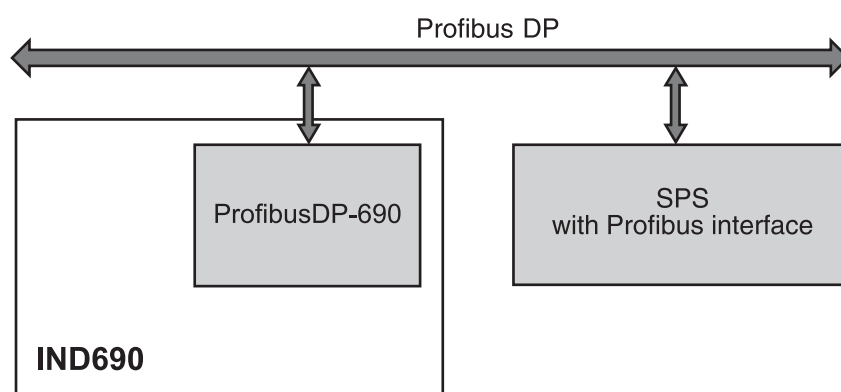 Profibus DP
ProfibusDP-690
SPS
with Profibus interface
IND690